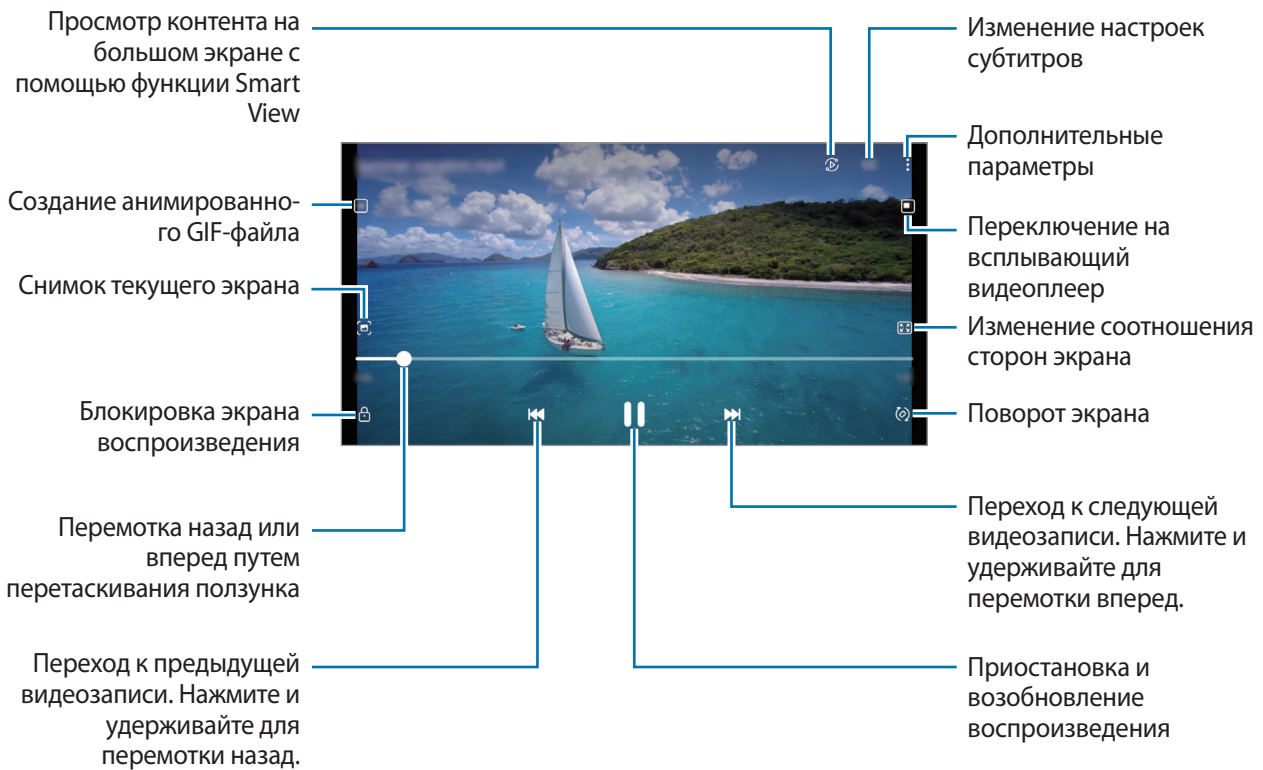 Просмотр контента на
большом экране с
помощью функции Smart
View
Создание анимированно-
го GIF-файла
Снимок текущего экрана
Блокировка экрана
воспроизведения
Перемотка назад или
вперед путем
перетаскивания ползунка
Переход к предыдущей
видеозаписи. Нажмите и
удерживайте для
перемотки назад.
Изменение настроек
субтитров
Дополнительные
параметры
Переключение на
всплывающий
видеоплеер
Изменение соотношения
сторон экрана
Поворот экрана
Переход к следующей
видеозаписи. Нажмите и
удерживайте для
перемотки вперед.
Приостановка и
возобновление
воспроизведения